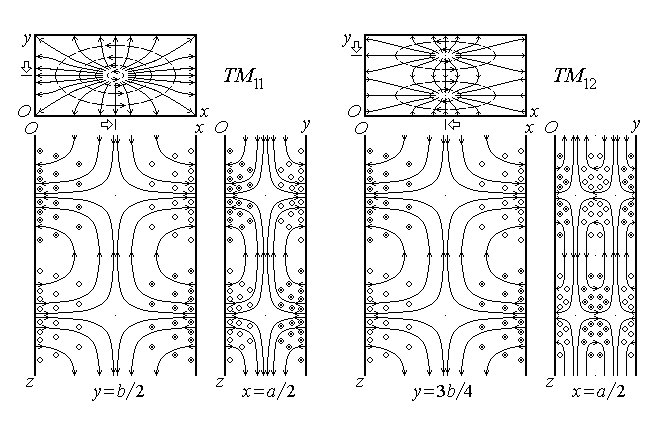 y
TM11
O
x
y
TM12
O
x
O
x
y
z
y=b/2
z
x=a/2
O
x
O
y
z
y=3b/4
z
x=a/2